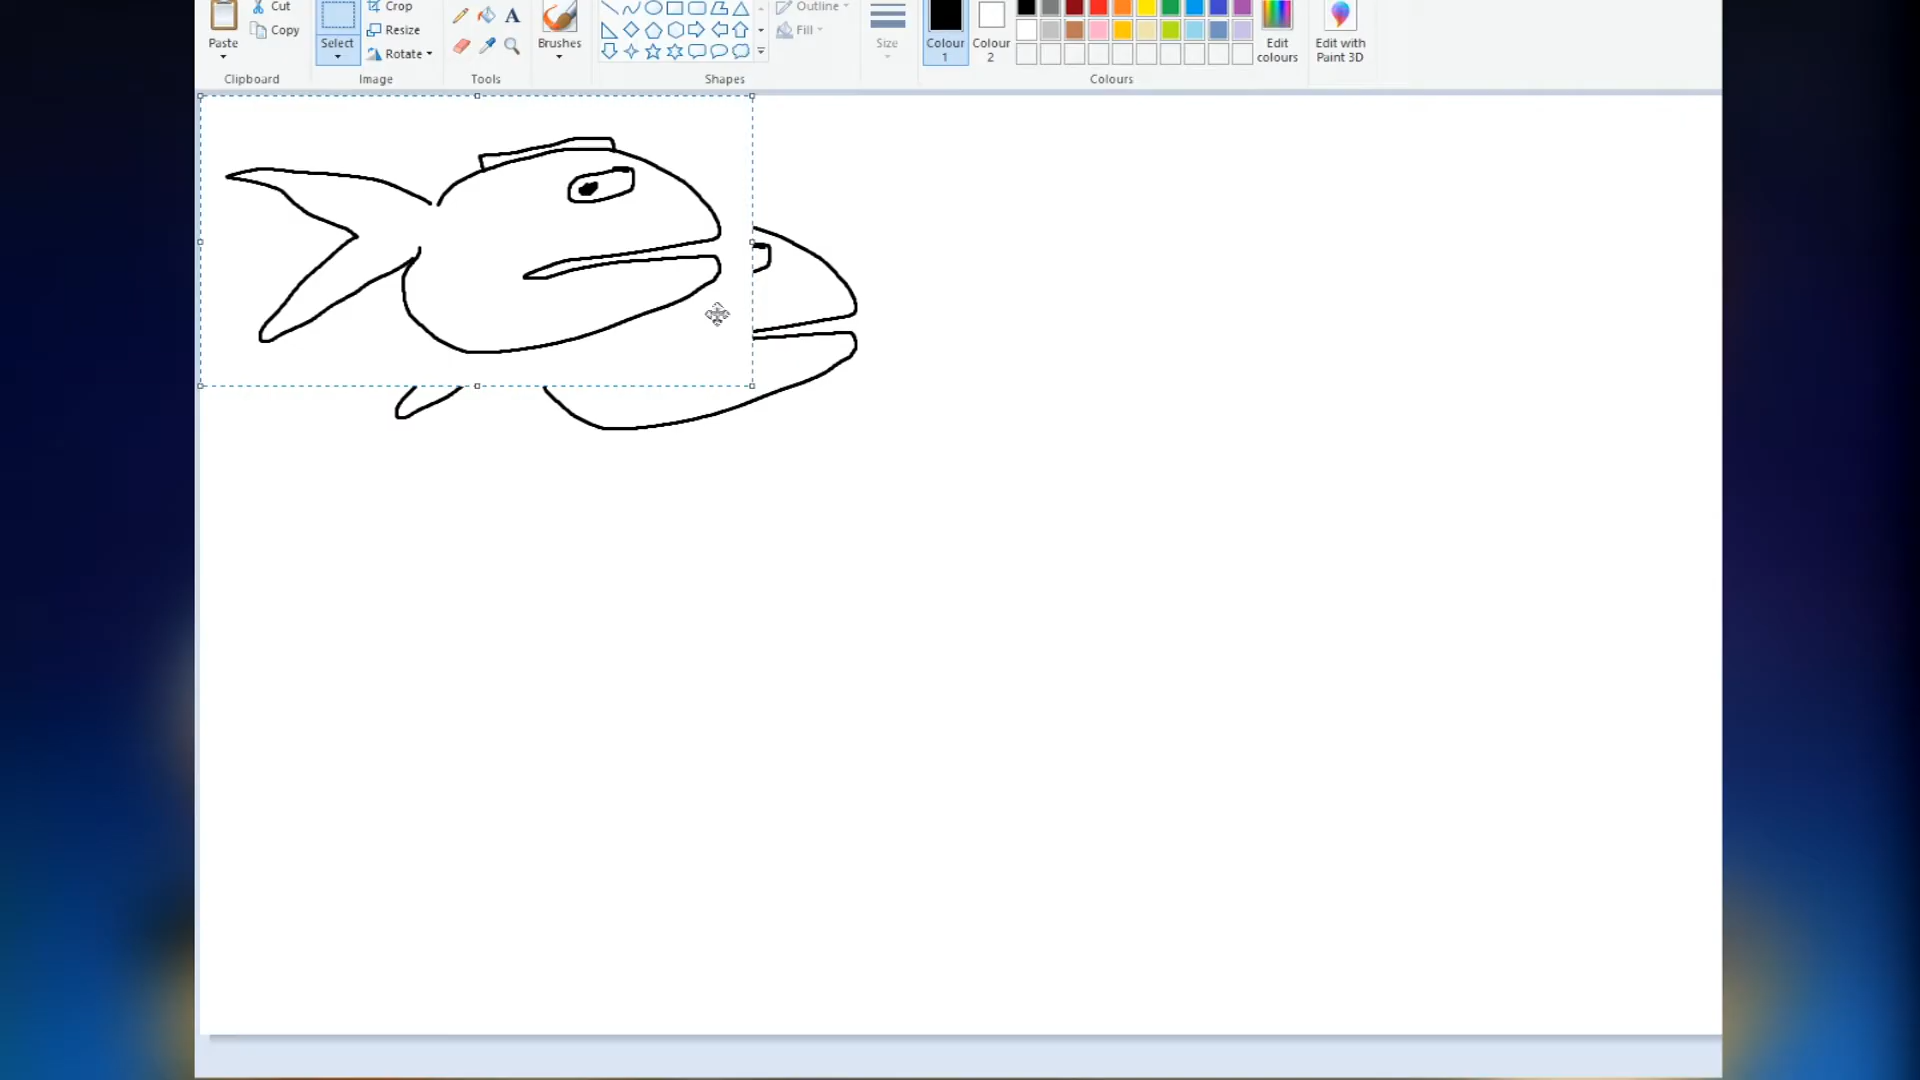 Cut
Crop
Outline
Copy
Resize
Fill
Paste
Select
Rotate
A
Brushes
Size
Colour
1
Colour
2
Edit
colours
Edit with
Paint 3D
Clipboard
Image
Tools
Shapes
Colours